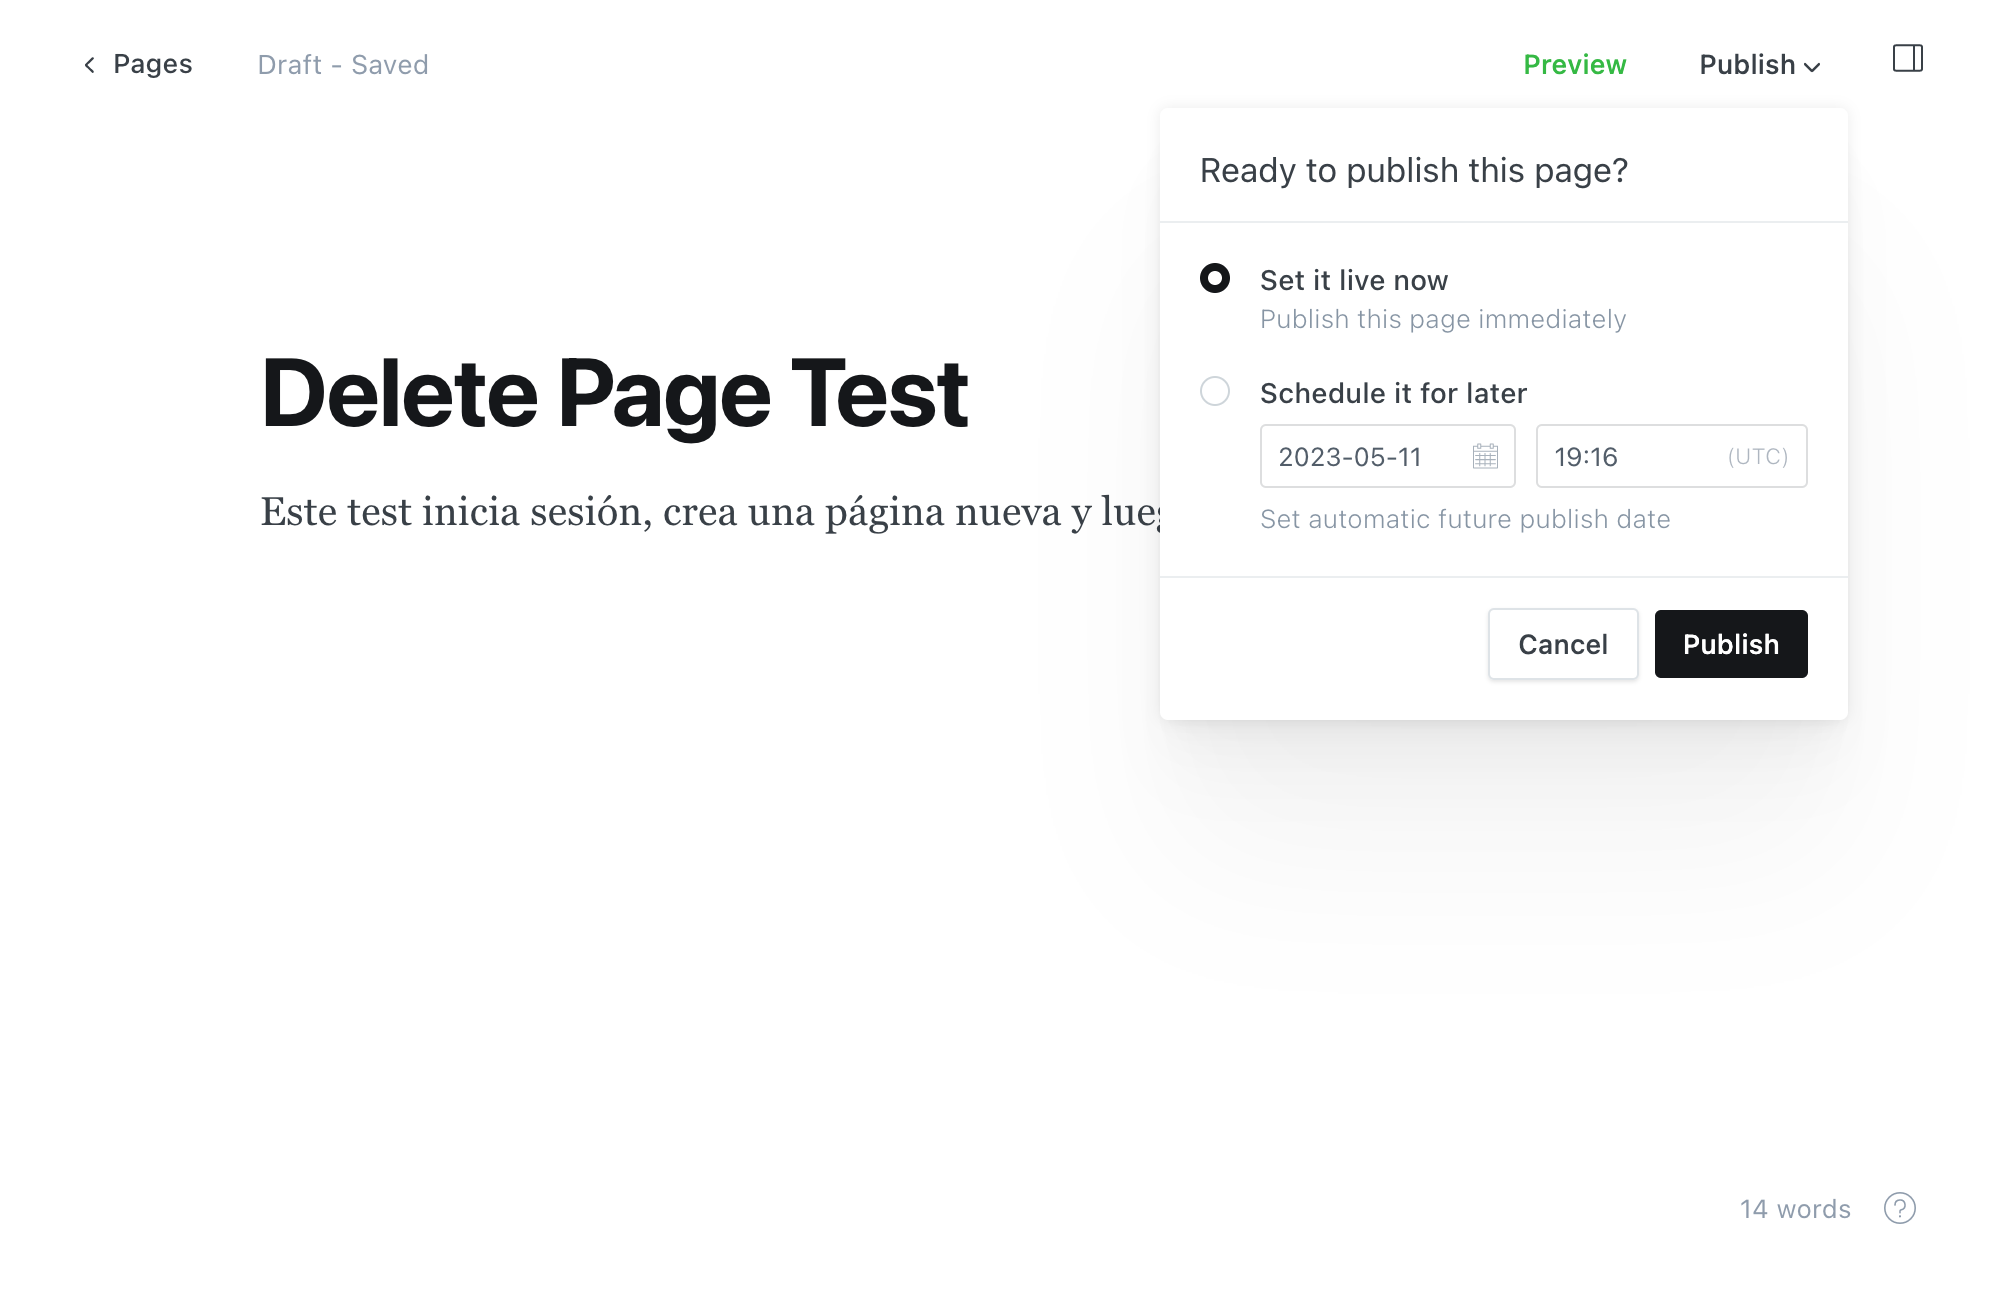 Pages
Draft - Saved
Preview
Publish
Ready to publish this page?
Set it live now
Publish this page immediately
Schedule it for later
2023-05-11
19:16 (UTC)
Set automatic future publish date
Cancel
Publish
Delete Page Test
Este test inicia sesión, crea una página nueva y
14 words
?